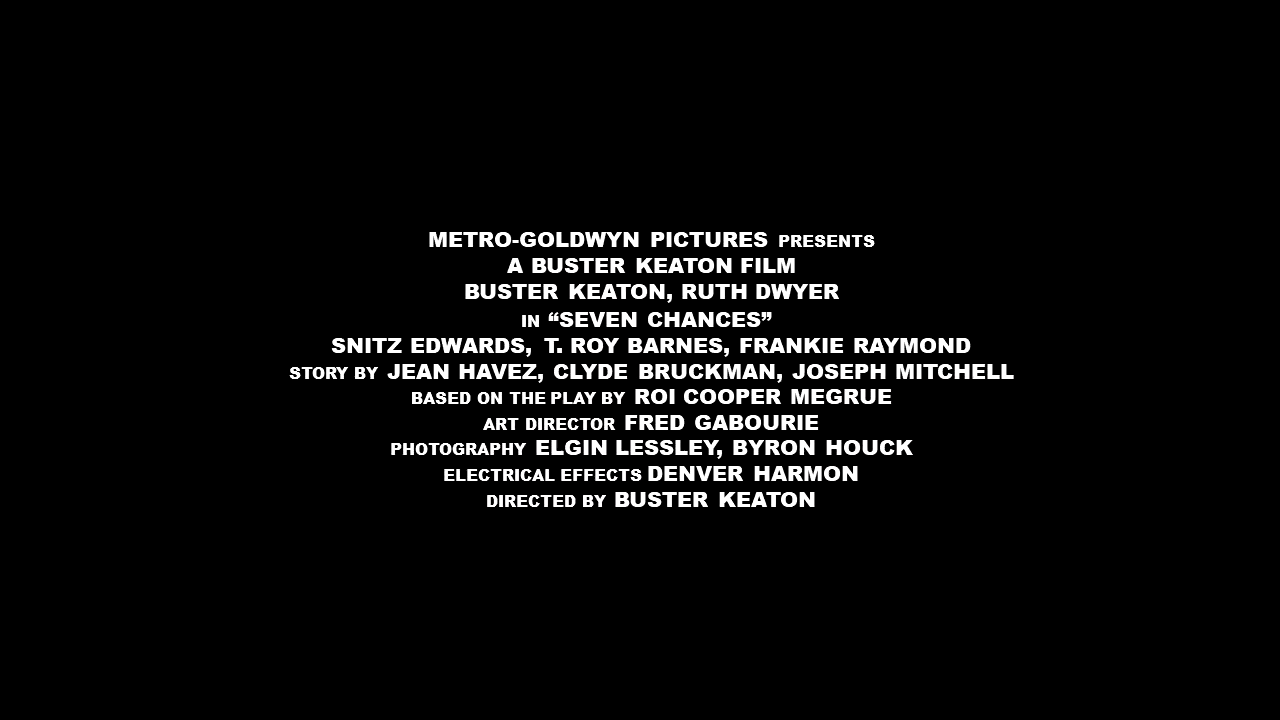 METRO-GOLDWYN PICTURES PRESENTS
A BUSTER KEATON FILM
BUSTER KEATON, RUTH DWYER
IN “SEVEN CHANCES”
SNITZ EDWARDS, T. ROY BARNES, FRANKIE RAYMOND
STORY BY JEAN HAVEZ, CLYDE BRUCKMAN, JOSEPH MITCHELL
BASED ON THE PLAY BY ROI COOPER MEGRUE
ART DIRECTOR FRED GABOURIE
PHOTOGRAPHY ELGIN LESSLEY, BYRON HOUCK
ELECTRICAL EFFECTS DENVER HARMON
DIRECTED BY BUSTER KEATON